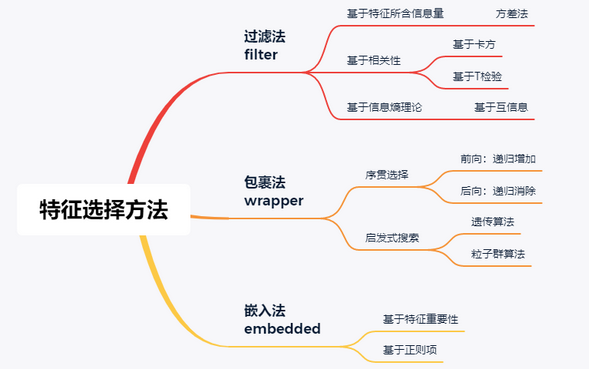 特征选择方法
过滤法
filter
基于特征所含信息量
方差法
基于相关性
基于卡方
基于T检验
基于信息熵理论
基于互信息
包裹法
wrapper
序贯选择
前向：递归增加
后向：递归消除
启发式搜索
遗传算法
粒子群算法
嵌入法
embedded
基于特征重要性
基于正则项